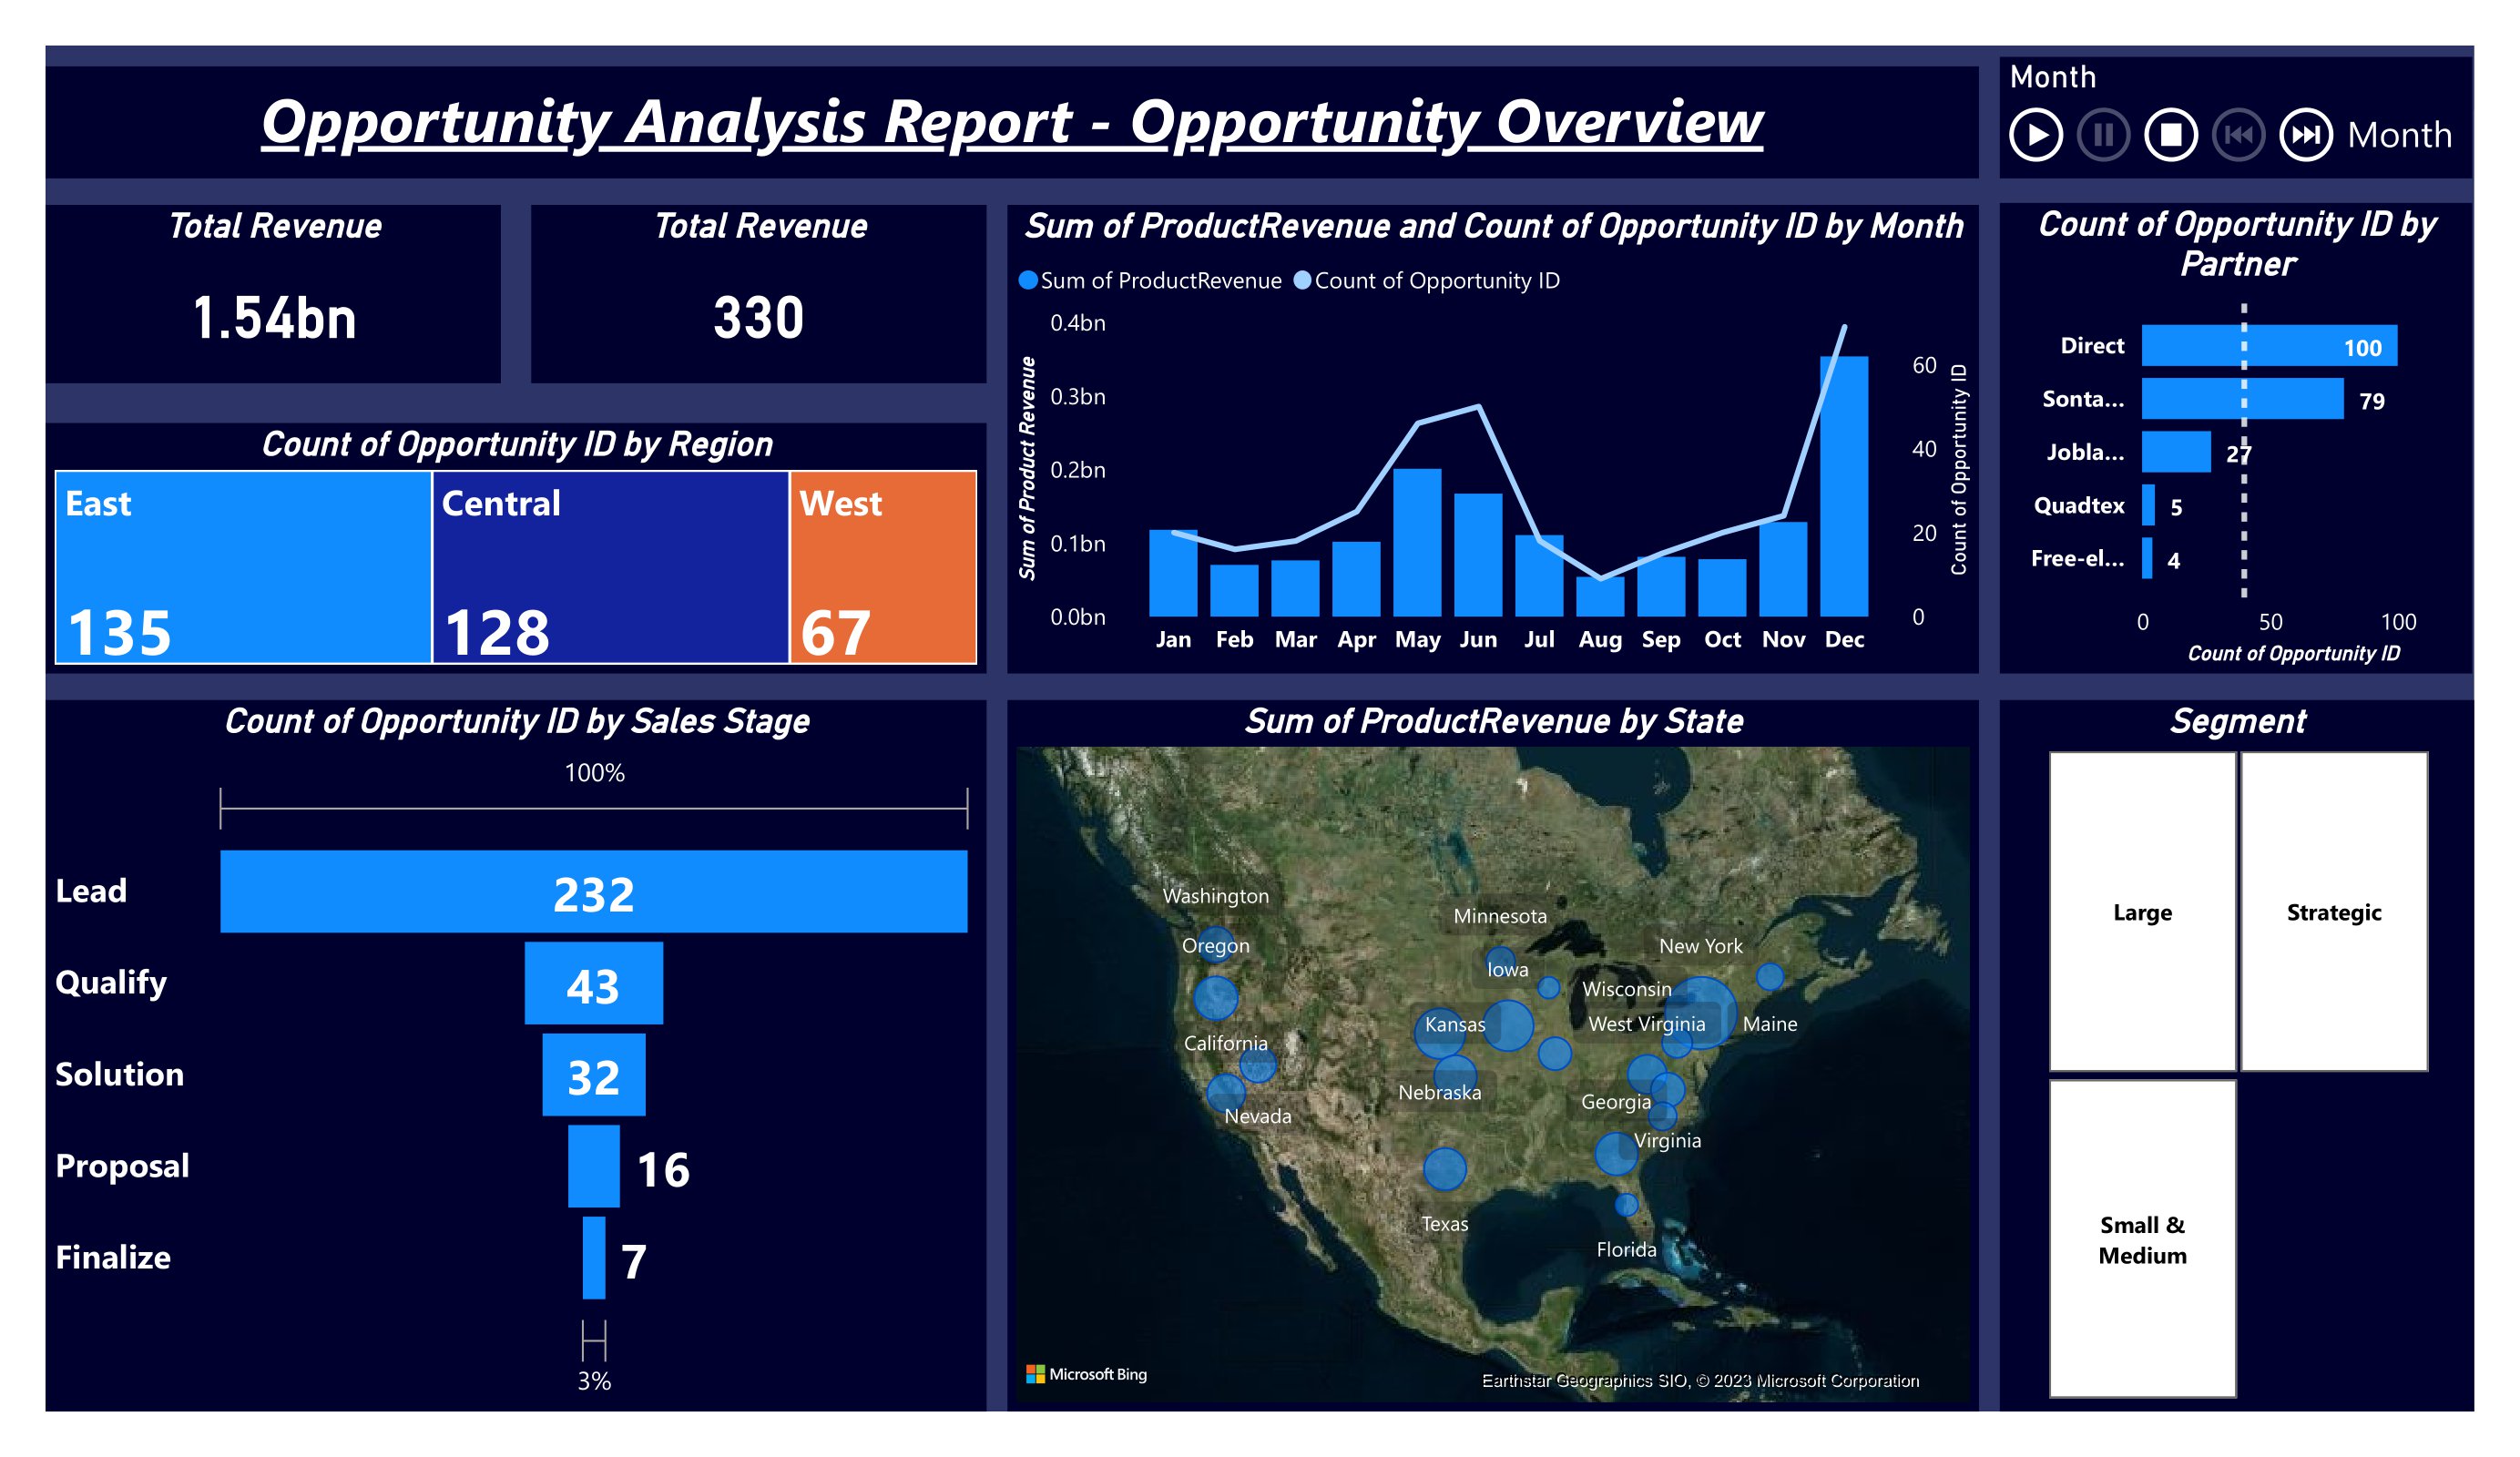 Opportunity Analysis Report - Opportunity Overview
Month
Month
Total Revenue
1.54bn
Total Revenue
330
Count of Opportunity ID by Region
East
Central
West
135
128
67
Sum of ProductRevenue and Count of Opportunity ID by Month
Sum of ProductRevenue
Count of Opportunity ID
Sum of Product Revenue
0.4bn
0.3bn
0.2bn
0.1bn
0.0bn
60
40
20
0
Count of Opportunity ID
Jan Feb Mar Apr May Jun Jul Aug Sep Oct Nov Dec
Count of Opportunity ID by
Partner
Direct 100
Sonta... 79
Jobla... 27
Quadtex 5
Free-el... 4
0 50 100
Count of Opportunity ID
Count of Opportunity ID by Sales Stage
100%
Lead 232
Qualify 43
Solution 32
Proposal 16
Finalize 7
3%
Sum of ProductRevenue by State
Washington
Minnesota
Oregon
New York
Iowa
Wisconsin
Kansas
West Virginia
Maine
California
Nebraska
Georgia
Nevada
Virginia
Texas
Florida
Microsoft Bing
Earthstar Geographics SIO, © 2023 Microsoft Corporation
Segment
Large
Strategic
Small &
Medium